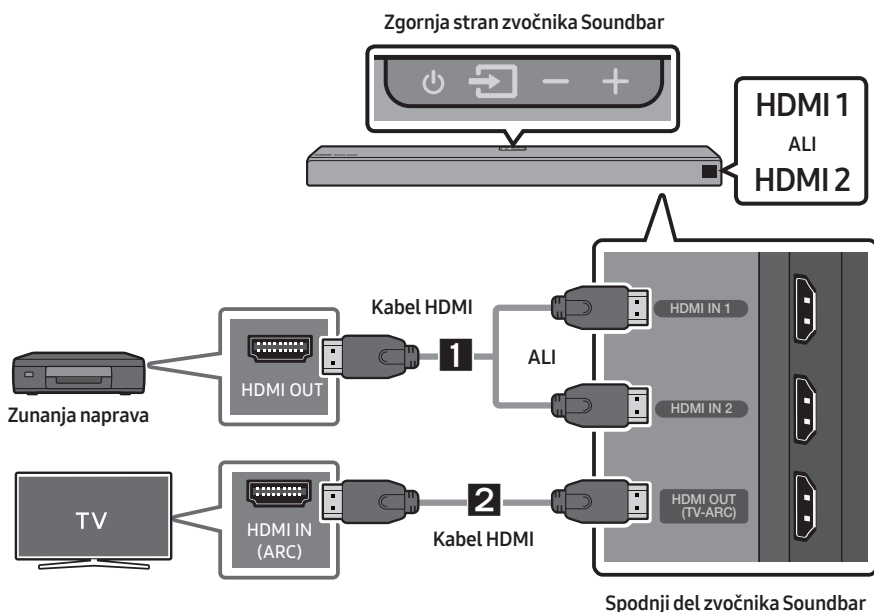 Zgornja stran zvočnika Soundbar
HDMI 1
ALI
HDMI 2
Kabel HDMI
HDMI IN 1
1
ALI
HDMI OUT
Zunanja naprava
HDMI IN 2
TV
HDMI IN
(ARC)
2
Kabel HDMI
HDMI OUT
(TV-ARC)
Spodnji del zvočnika Soundbar